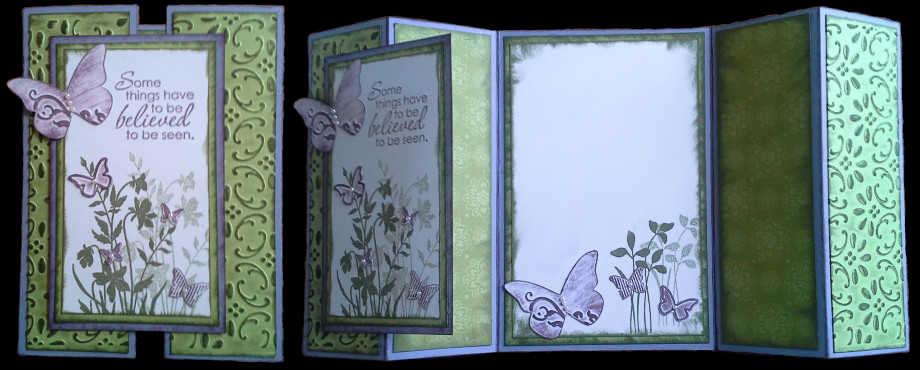 Some
things have
to be
believed
to be seen.
Some
things have
to be
believed
to be seen.